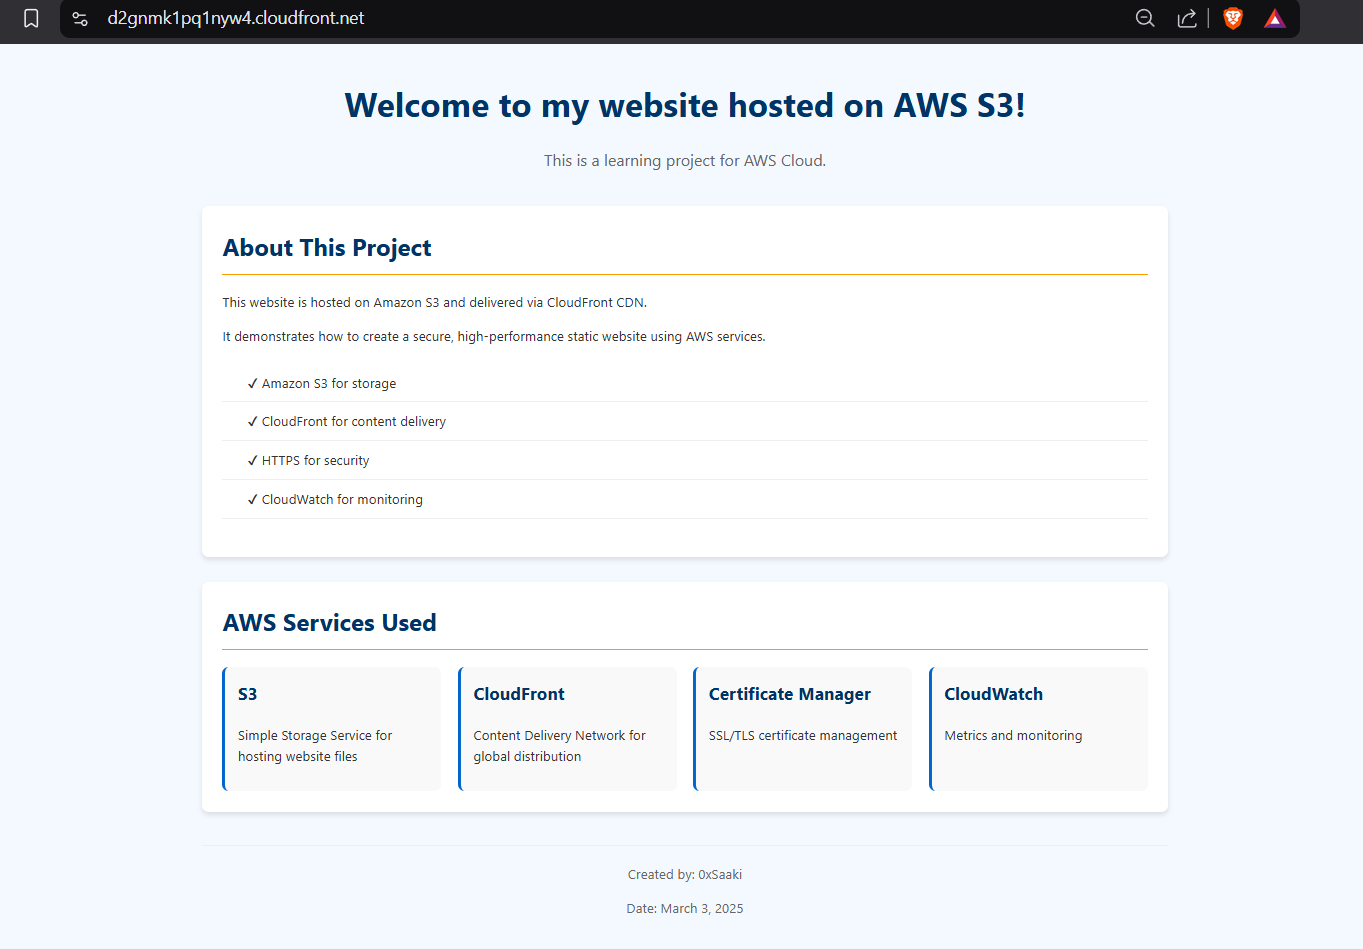 d2gnmk1pq1nyw4.cloudfront.net
Welcome to my website hosted on AWS S3!
This is a learning project for AWS Cloud.
About This Project
This website is hosted on Amazon S3 and delivered via CloudFront CDN.
It demonstrates how to create a secure, high-performance static website using AWS services.
✓ Amazon S3 for storage
✓ CloudFront for content delivery
✓ HTTPS for security
✓ CloudWatch for monitoring
AWS Services Used
S3
Simple Storage Service for
hosting website files
CloudFront
Content Delivery Network for
global distribution
Certificate Manager
SSL/TLS certificate management
CloudWatch
Metrics and monitoring
Created by: 0xSaaki
Date: March 3, 2025